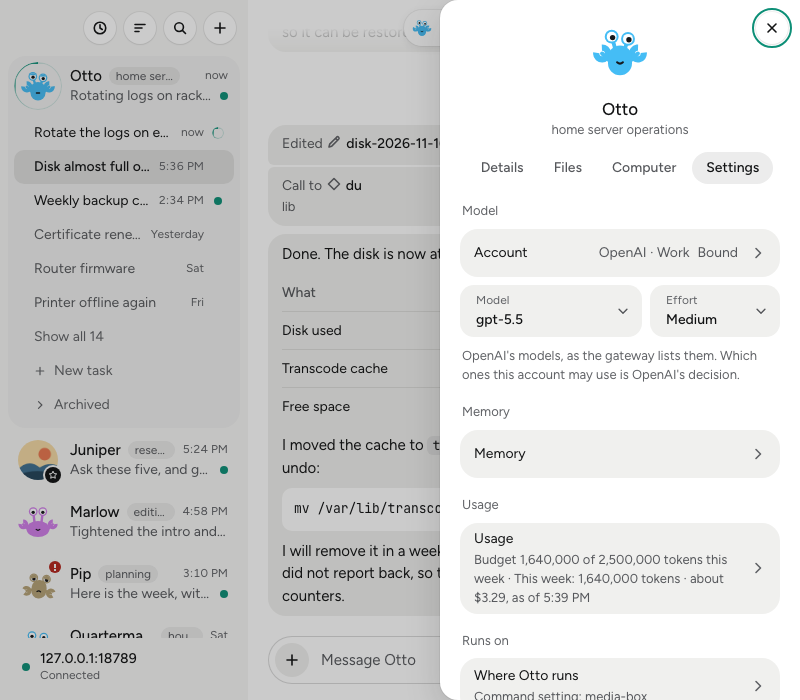 Otto
home ser...
now
Rotating logs on rack...
Rotate the logs on e...
now
Disk almost full o...
5:36 PM
Weekly backup c...
2:34 PM
Certificate rene...
Yesterday
Router firmware
Sat
Printer offline again
Fri
Show all 14
New task
Archived
Juniper
rese...
5:24 PM
Ask these five, and g...
Marlow
editi...
4:58 PM
Tightened the intro and...
Pip
planning
3:10 PM
Here is the week, wit...
Quarterma
hou...
Sat
127.0.0.1:18789
Connected
so it can be restor
Edited
disk-2026-11-1
Call to
du
lib
Done. The disk is now at
What
Disk used
Transcode cache
Free space
I moved the cache to
undo:
mv /var/lib/transco
I will remove it in a week
did not report back, so t
counters.
Message Otto
Otto
home server operations
Details
Files
Computer
Settings
Model
Account
OpenAI · Work Bound
Model
gpt-5.5
Effort
Medium
OpenAI's models, as the gateway lists them. Which
ones this account may use is OpenAI's decision.
Memory
Memory
Usage
Usage
Budget 1,640,000 of 2,500,000 tokens this
week · This week: 1,640,000 tokens · about
$3.29, as of 5:39 PM
Runs on
Where Otto runs
Command setting: media-box